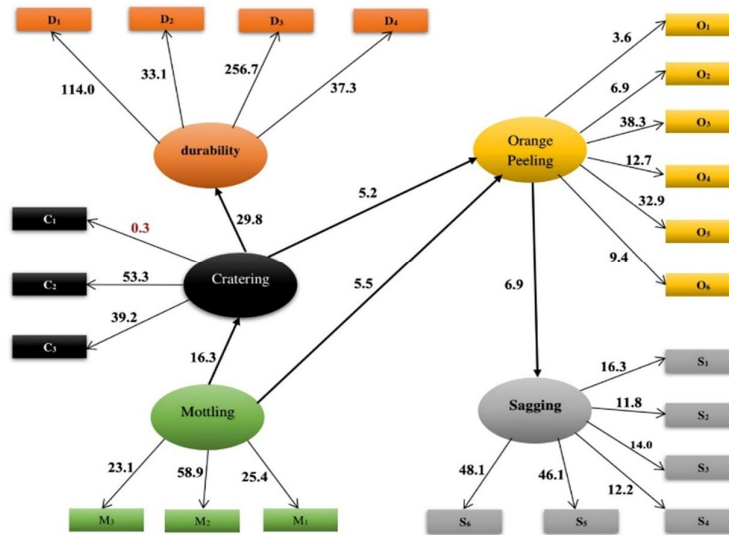 D1
D2
D3
D4
114.0
33.1
256.7
37.3
durability
O1
O2
O3
O4
O5
O6
3.6
6.9
38.3
12.7
32.9
9.4
Orange
Peeling
C1
C2
C3
0.3
53.3
39.2
Cratering
29.8
5.2
5.5
6.9
16.3
Mottling
23.1
58.9
25.4
M3
M2
M1
Sagging
16.3
11.8
14.0
12.2
48.1
46.1
S1
S2
S3
S6
S5
S4